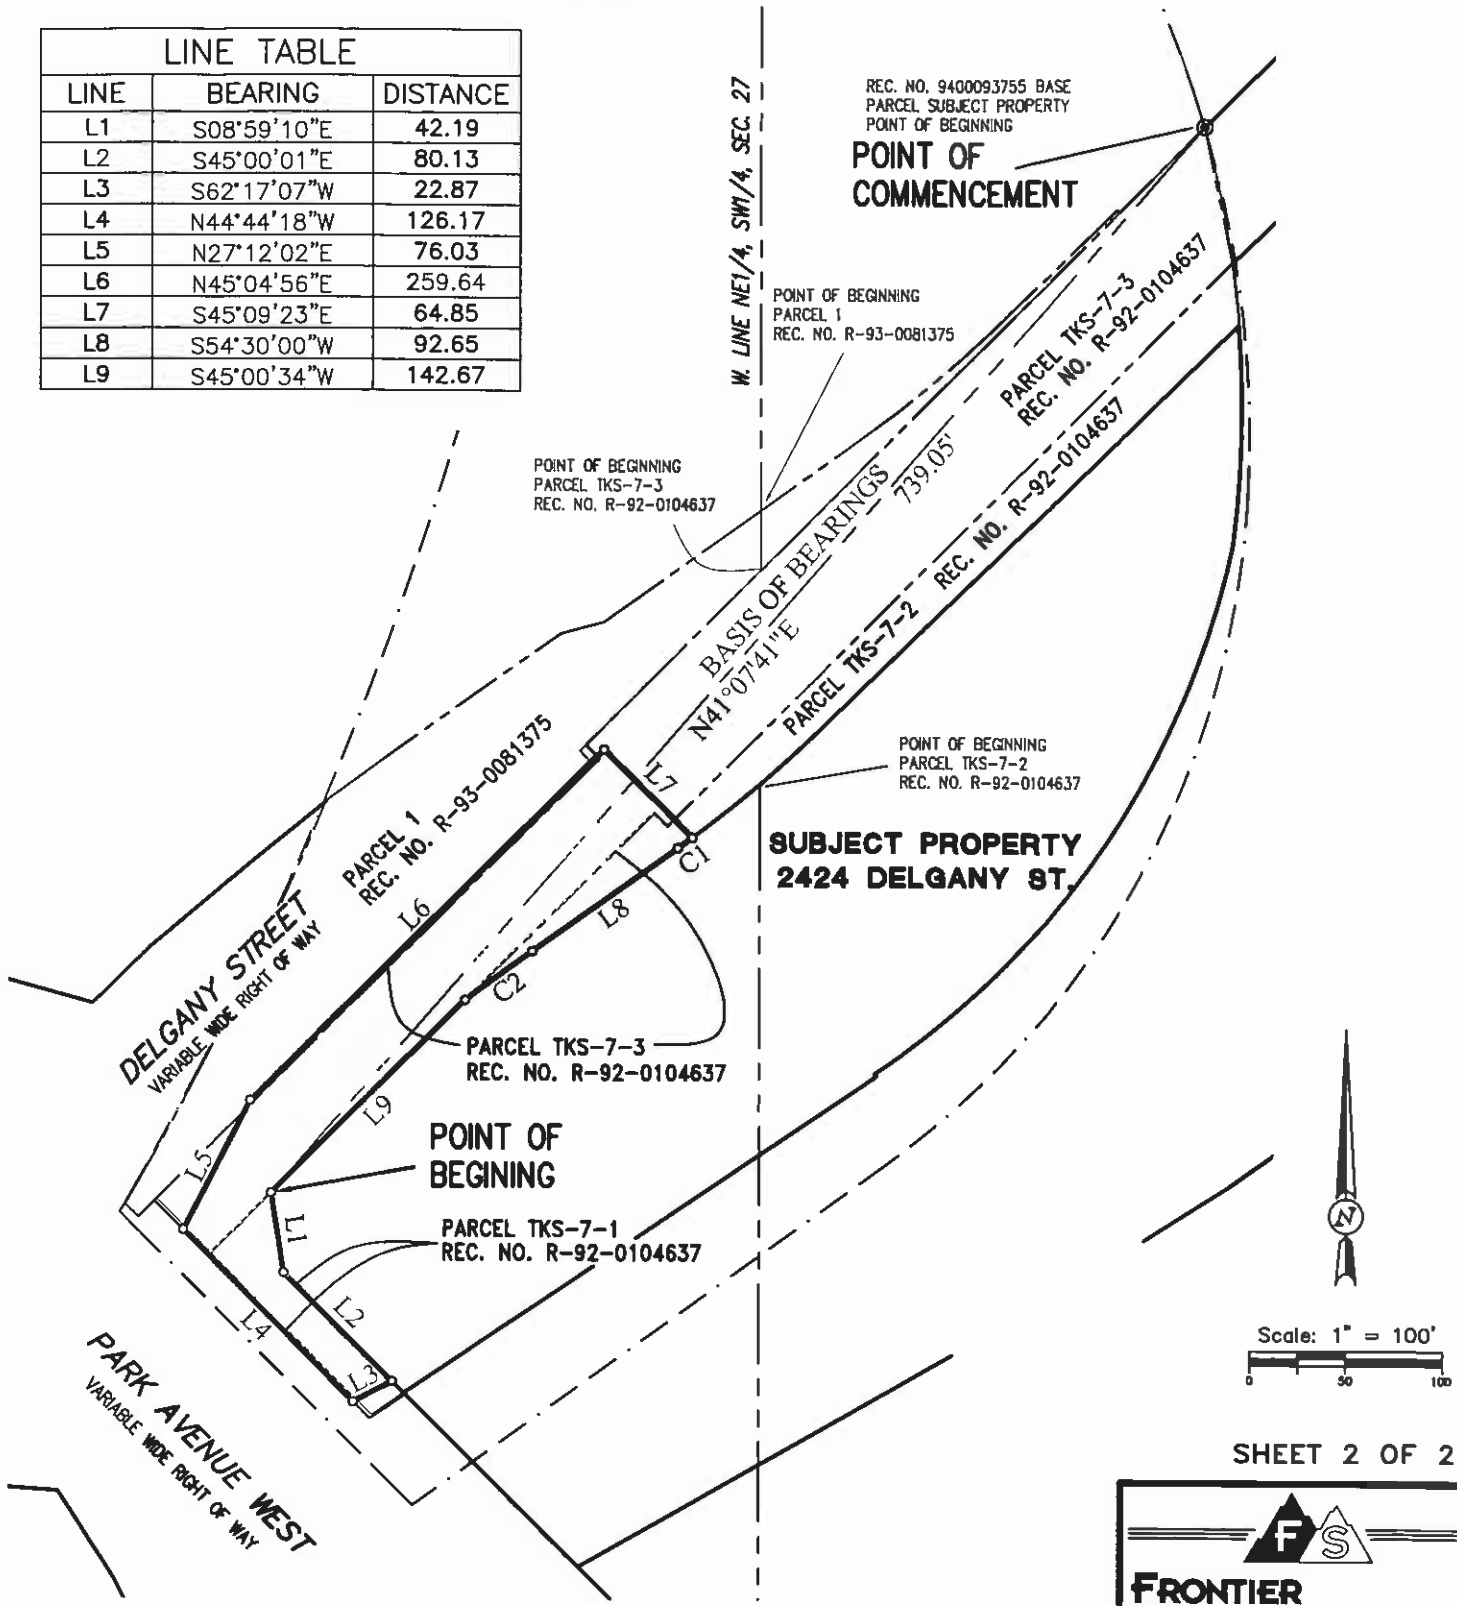 LINE TABLE
LINE BEARING DISTANCE
L1 S08°59'10"E 42.19
L2 S45°00'01"E 80.13
L3 S62°17'07"W 22.87
L4 N44°44'18"W 126.17
L5 N27°12'02"E 76.03
L6 N45°04'56"E 259.64
L7 S45°09'23"E 64.85
L8 S54°30'00"W 92.65
L9 S45°00'34"W 142.67
W. LINE NE1/4, SW1/4, SEC. 27
REC. NO. 9400093755 BASE
PARCEL SUBJECT PROPERTY
POINT OF BEGINNING
POINT OF
COMMENCEMENT
POINT OF BEGINNING
PARCEL 1
REC. NO. R-93-0081375
PARCEL TKS-7-3
REC. NO. R-92-0104637
POINT OF BEGINNING
PARCEL TKS-7-3
REC. NO. R-92-0104637
BASIS OF BEARINGS
N41°07'41"E
739.05'
PARCEL TKS-7-2 REC. NO. R-92-0104637
POINT OF BEGINNING
PARCEL TKS-7-2
REC. NO. R-92-0104637
SUBJECT PROPERTY
2424 DELGANY ST.
PARCEL 1
REC. NO. R-93-0081375
L7
C1
L6
L8
C2
DELGANY STREET
VARIABLE WIDE RIGHT OF WAY
PARCEL TKS-7-3
REC. NO. R-92-0104637
L9
POINT OF
BEGINING
L5
L1
PARCEL TKS-7-1
REC. NO. R-92-0104637
L2
L4
L3
PARK AVENUE WEST
VARIABLE WIDE RIGHT OF WAY
N
Scale: 1" = 100'
0 50 100
SHEET 2 OF 2
F S
FRONTIER